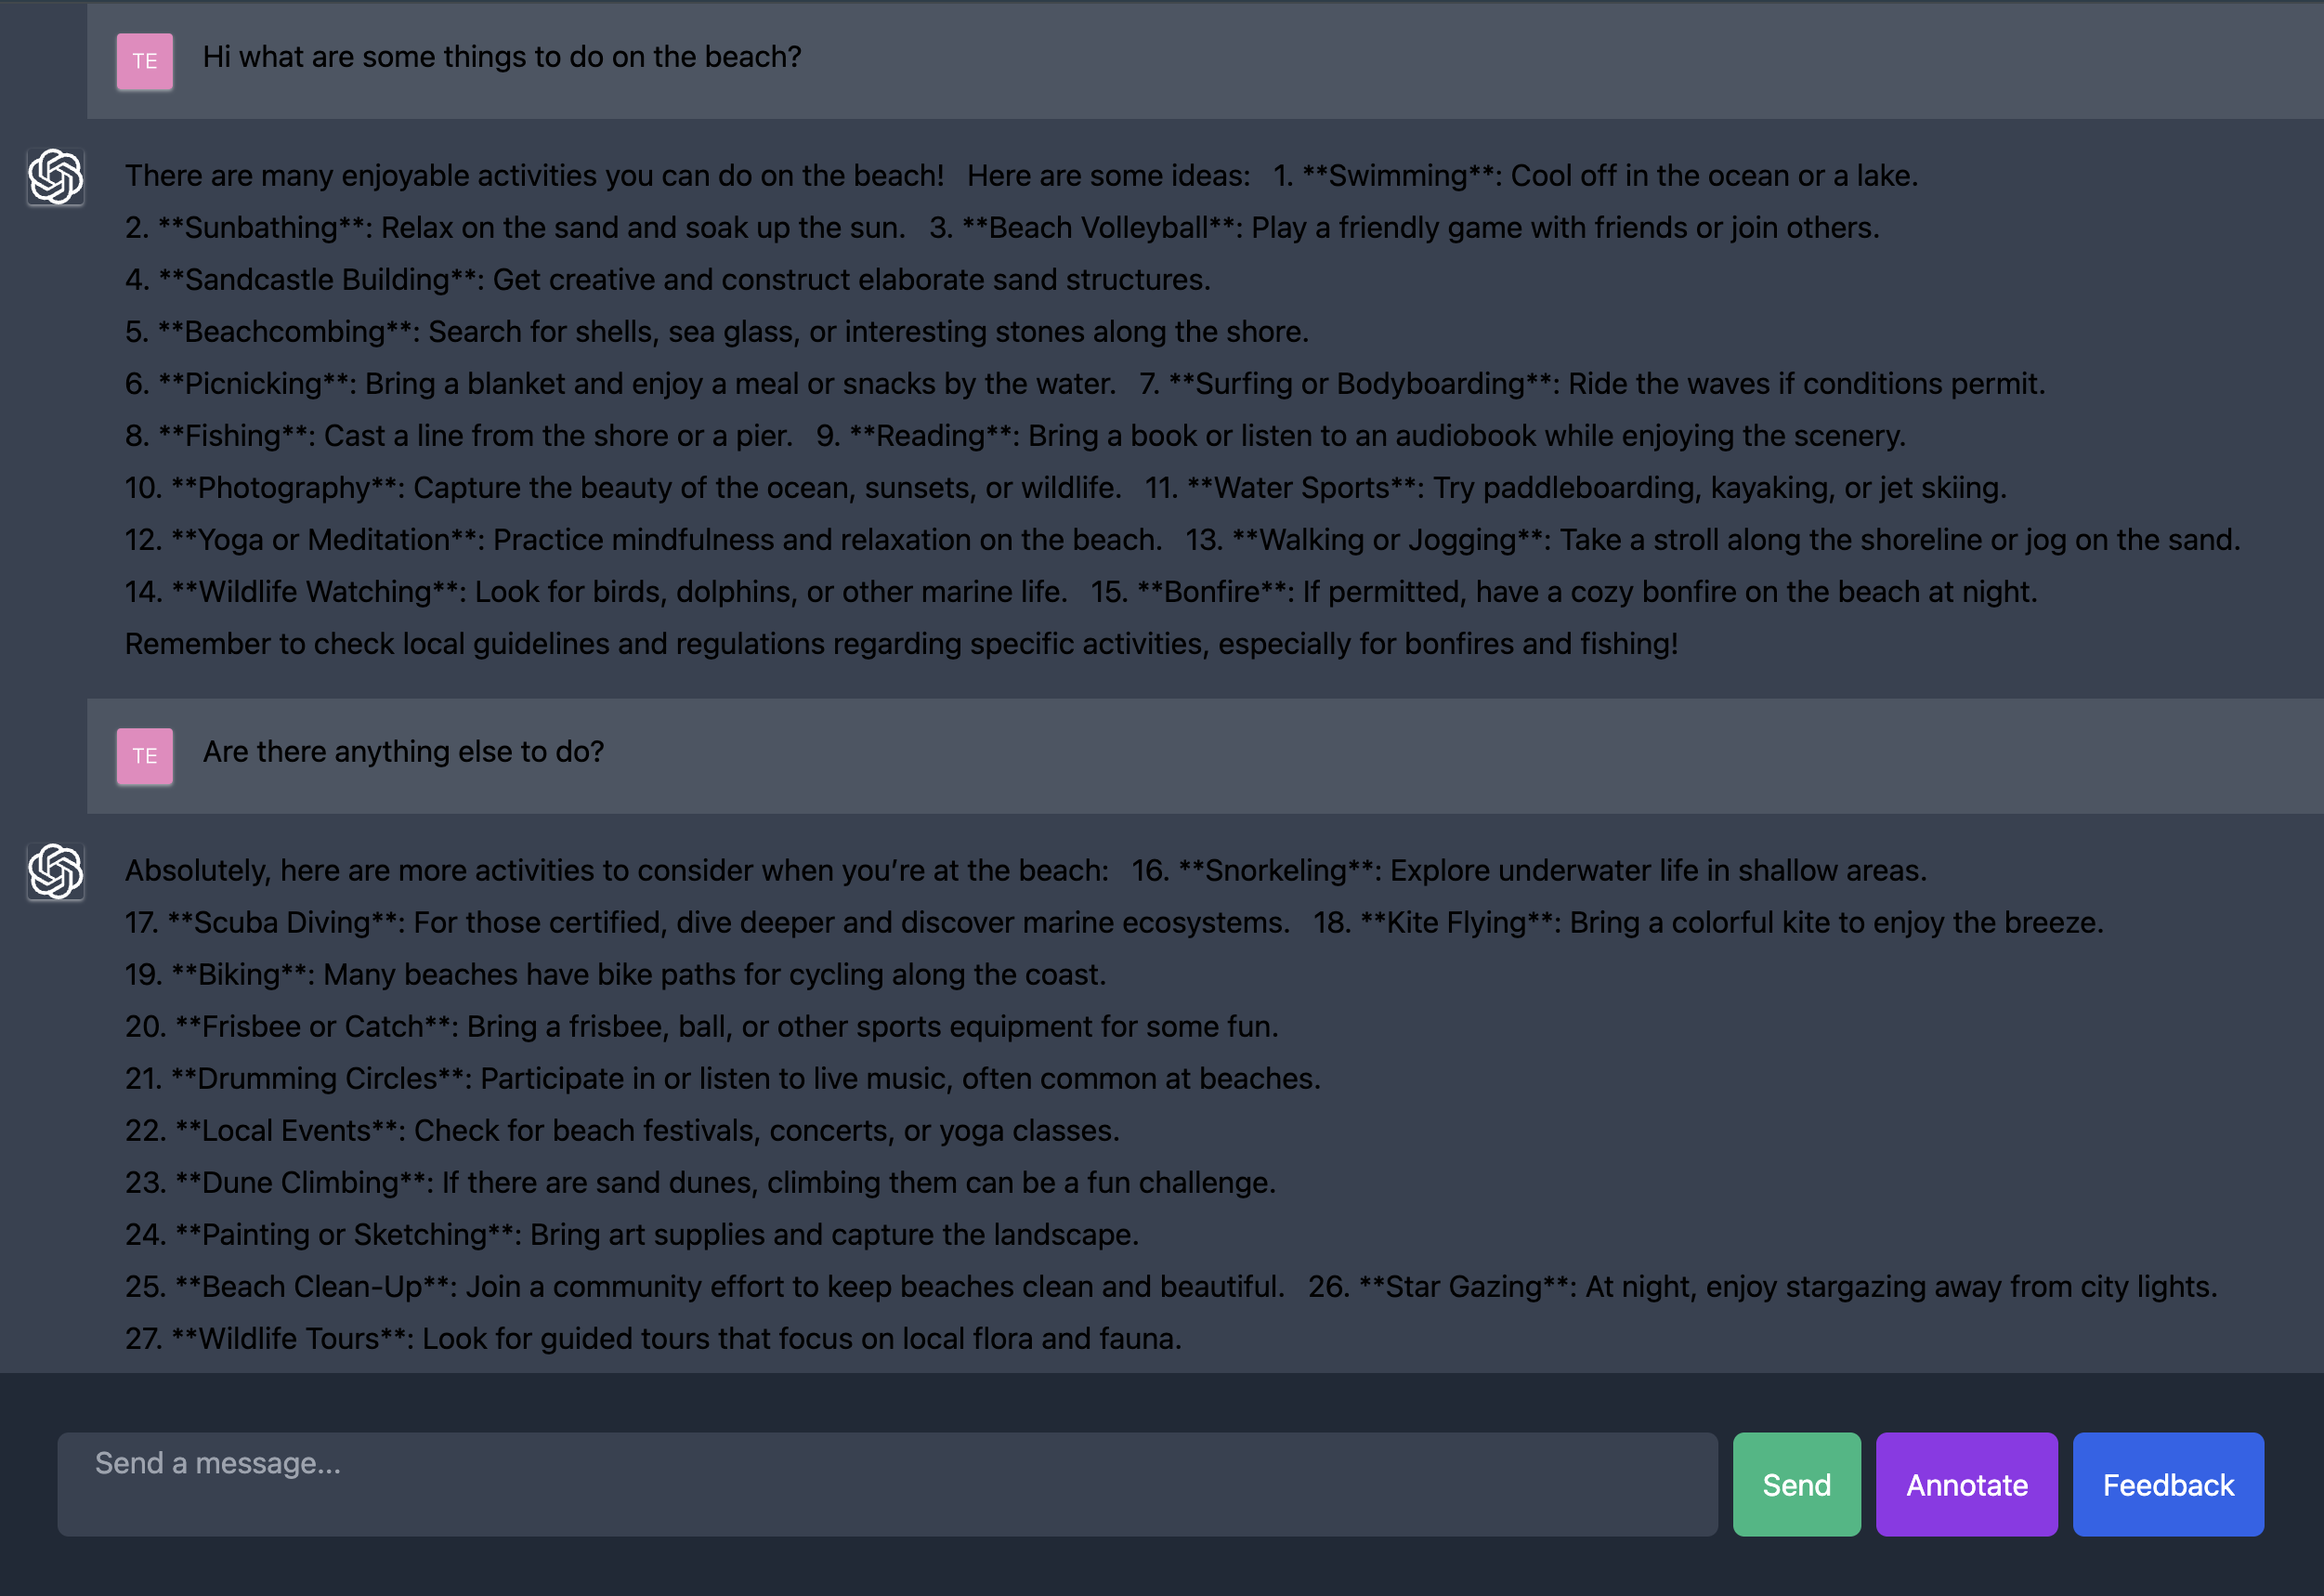 TE
Hi what are some things to do on the beach?
There are many enjoyable activities you can do on the beach!   Here are some ideas:   1. **Swimming**: Cool off in the ocean or a lake.
2. **Sunbathing**: Relax on the sand and soak up the sun.   3. **Beach Volleyball**: Play a friendly game with friends or join others.
4. **Sandcastle Building**: Get creative and construct elaborate sand structures.
5. **Beachcombing**: Search for shells, sea glass, or interesting stones along the shore.
6. **Picnicking**: Bring a blanket and enjoy a meal or snacks by the water.   7. **Surfing or Bodyboarding**: Ride the waves if conditions permit.
8. **Fishing**: Cast a line from the shore or a pier.   9. **Reading**: Bring a book or listen to an audiobook while enjoying the scenery.
10. **Photography**: Capture the beauty of the ocean, sunsets, or wildlife.   11. **Water Sports**: Try paddleboarding, kayaking, or jet skiing.
12. **Yoga or Meditation**: Practice mindfulness and relaxation on the beach.   13. **Walking or Jogging**: Take a stroll along the shoreline or jog on the sand.
14. **Wildlife Watching**: Look for birds, dolphins, or other marine life.   15. **Bonfire**: If permitted, have a cozy bonfire on the beach at night.
Remember to check local guidelines and regulations regarding specific activities, especially for bonfires and fishing!
TE
Are there anything else to do?
Absolutely, here are more activities to consider when you're at the beach:   16. **Snorkeling**: Explore underwater life in shallow areas.
17. **Scuba Diving**: For those certified, dive deeper and discover marine ecosystems.   18. **Kite Flying**: Bring a colorful kite to enjoy the breeze.
19. **Biking**: Many beaches have bike paths for cycling along the coast.
20. **Frisbee or Catch**: Bring a frisbee, ball, or other sports equipment for some fun.
21. **Drumming Circles**: Participate in or listen to live music, often common at beaches.
22. **Local Events**: Check for beach festivals, concerts, or yoga classes.
23. **Dune Climbing**: If there are sand dunes, climbing them can be a fun challenge.
24. **Painting or Sketching**: Bring art supplies and capture the landscape.
25. **Beach Clean-Up**: Join a community effort to keep beaches clean and beautiful.   26. **Star Gazing**: At night, enjoy stargazing away from city lights.
27. **Wildlife Tours**: Look for guided tours that focus on local flora and fauna.
Send a message...
Send
Annotate
Feedback